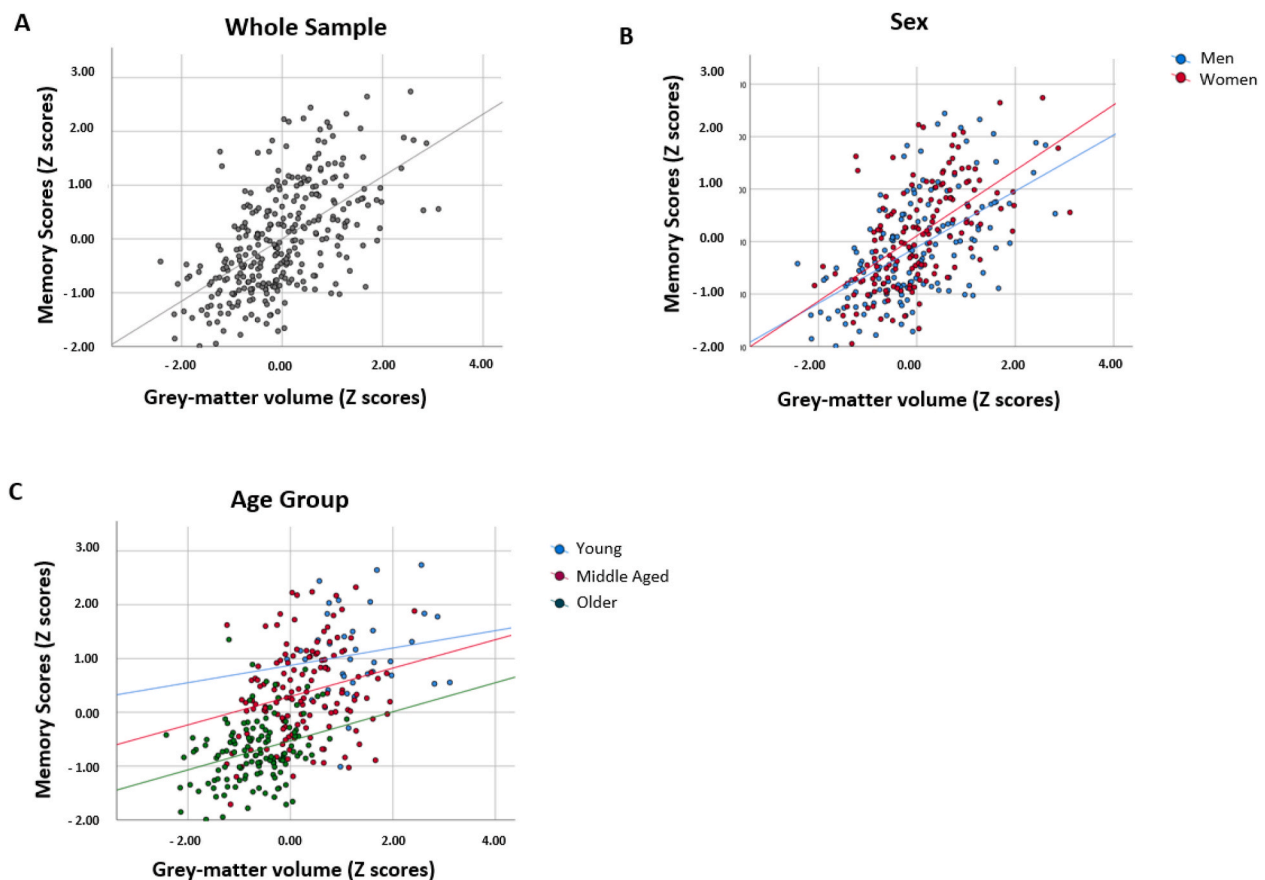 A
Whole Sample
Memory Scores (Z scores)
3.00
2.00
1.00
0.00
- 1.00
- 2.00
- 2.00
0.00
2.00
4.00
Grey-matter volume (Z scores)
B
Sex
Men
Women
Memory Scores (Z scores)
3.00
2.00
1.00
0.00
- 1.00
- 2.00
- 2.00
0.00
2.00
4.00
Grey-matter volume (Z scores)
C
Age Group
Young
Middle Aged
Older
Memory Scores (Z scores)
3.00
2.00
1.00
0.00
- 1.00
- 2.00
- 2.00
0.00
2.00
4.00
Grey-matter volume (Z scores)